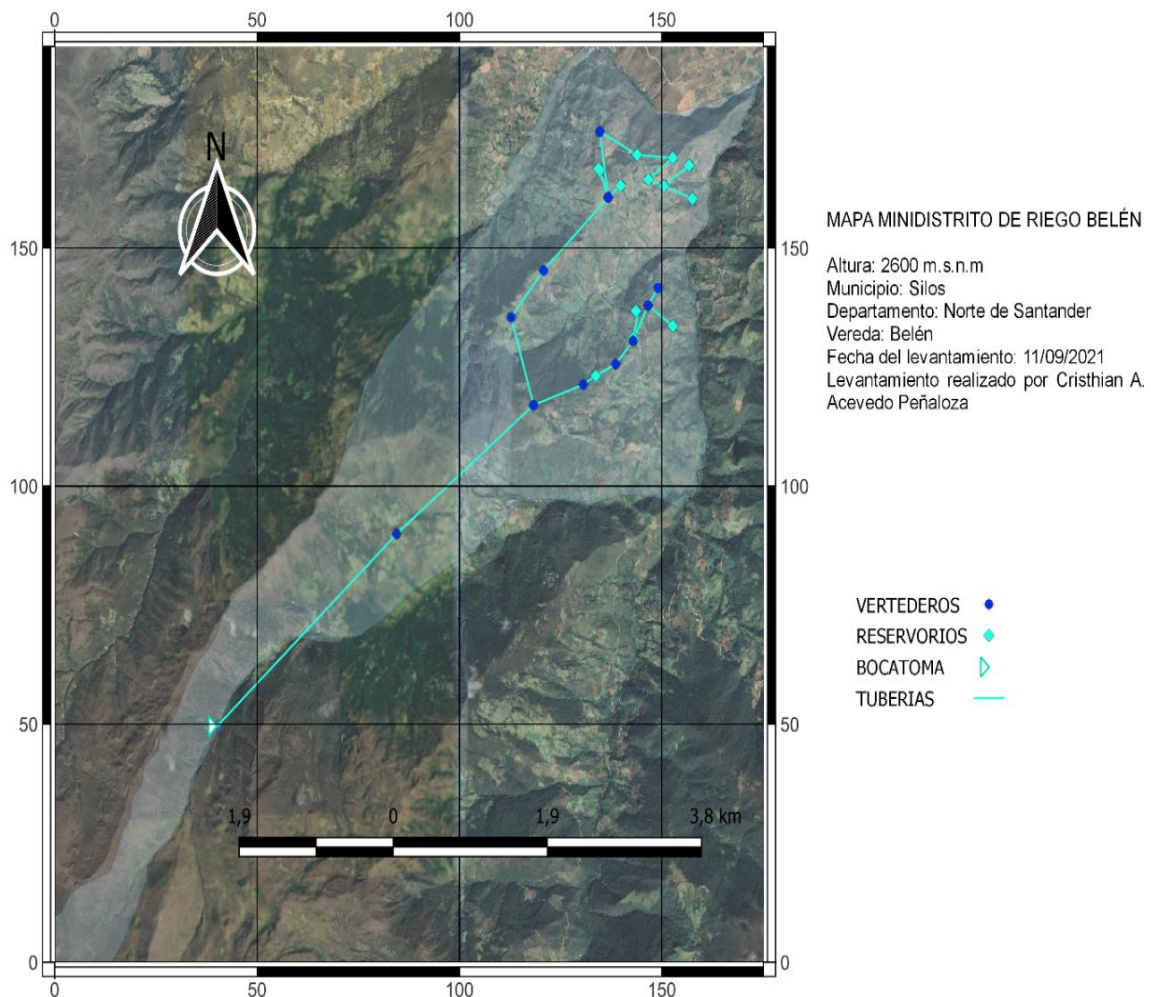 0 50 100 150
N
150 150
100 100
50 50
1,9 0 1,9 3,8 km
0 0
0 50 100 150
MAPA MINIDISTRITO DE RIEGO BELÉN
Altura: 2600 m.s.n.m
Municipio: Silos
Departamento: Norte de Santander
Vereda: Belén
Fecha del levantamiento: 11/09/2021
Levantamiento realizado por Cristhian A.
Acevedo Peñaloza
VERTEDEROS
RESERVORIOS
BOCATOMA
TUBERIAS